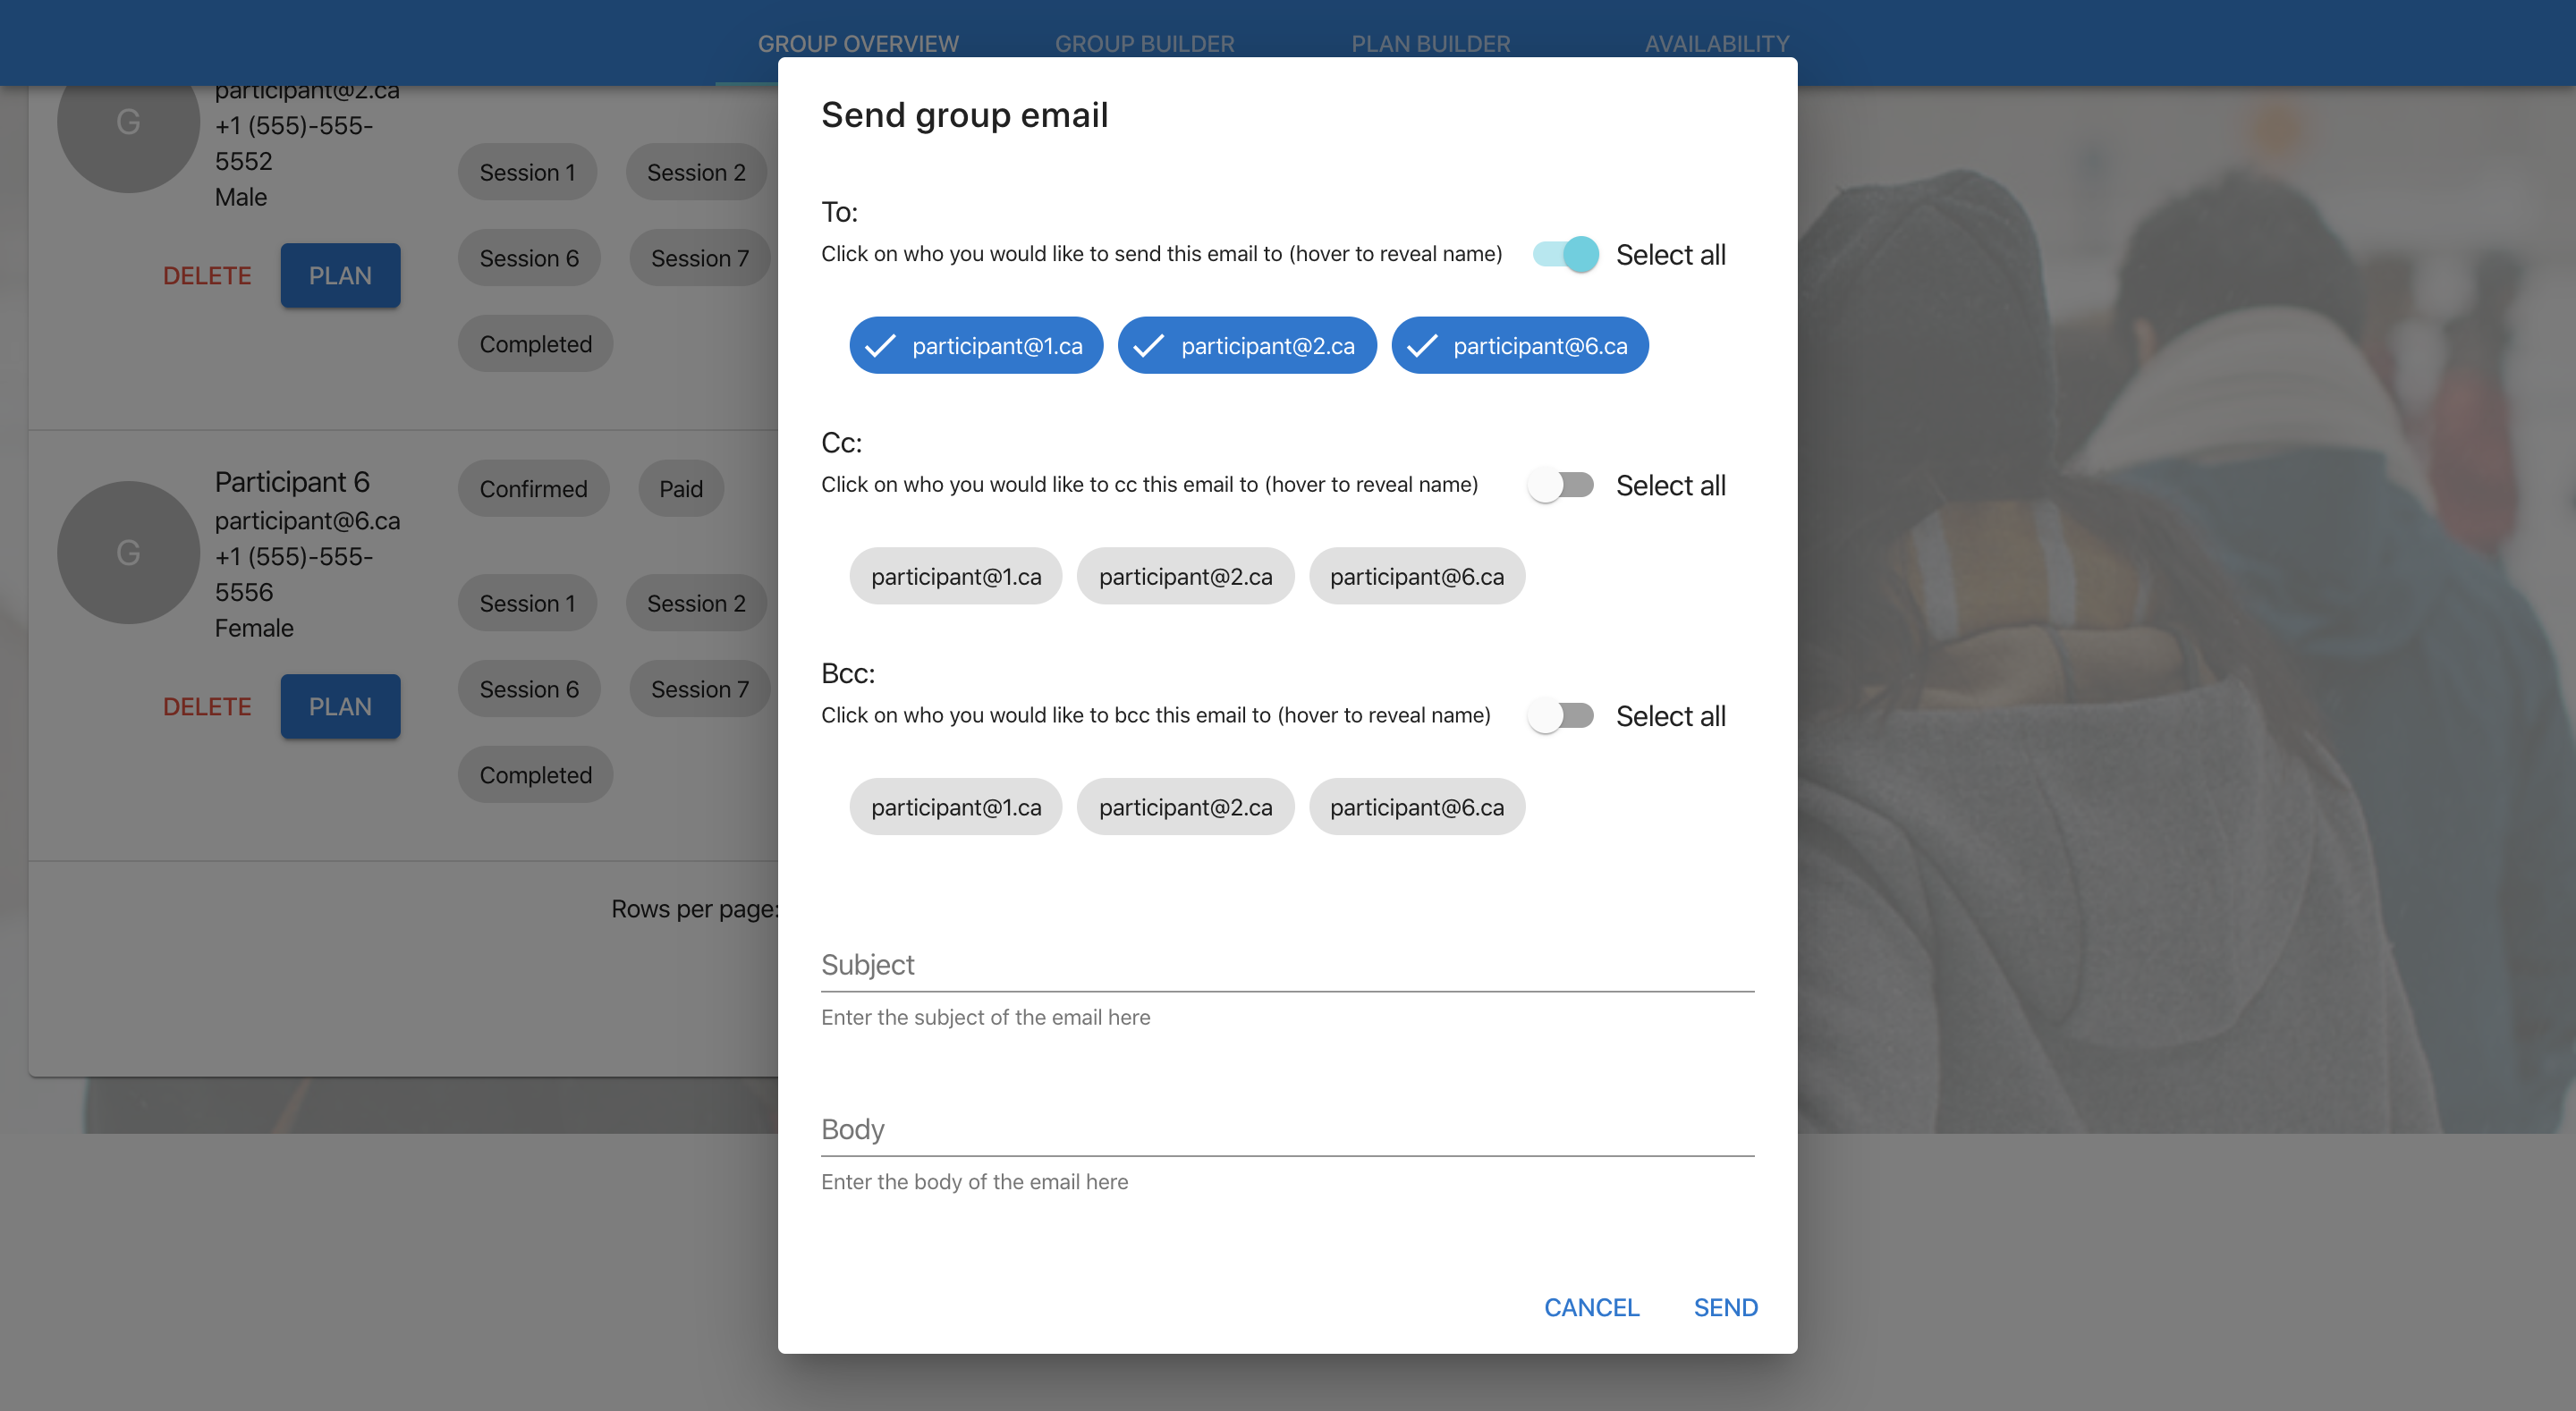 GROUP OVERVIEW GROUP BUILDER PLAN BUILDER AVAILABILITY
G
participant@2.ca
+1 (555)-555-
5552
Male
DELETE PLAN
Session 1 Session 2
Session 6 Session 7
Completed
G
Participant 6
participant@6.ca
+1 (555)-555-
5556
Female
DELETE PLAN
Confirmed Paid
Session 1 Session 2
Session 6 Session 7
Completed
Rows per page:
Send group email
To:
Click on who you would like to send this email to (hover to reveal name) Select all
participant@1.ca participant@2.ca participant@6.ca
Cc:
Click on who you would like to cc this email to (hover to reveal name) Select all
participant@1.ca participant@2.ca participant@6.ca
Bcc:
Click on who you would like to bcc this email to (hover to reveal name) Select all
participant@1.ca participant@2.ca participant@6.ca
Subject
Enter the subject of the email here
Body
Enter the body of the email here
CANCEL SEND